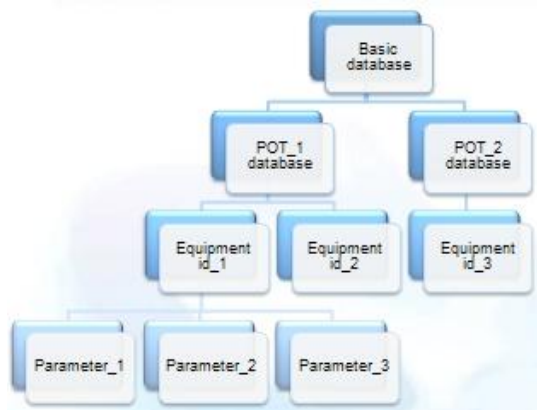 Basic
database
POT_1
database
POT_2
database
Equipment
id_1
Equipment
id_2
Equipment
id_3
Parameter_1
Parameter_2
Parameter_3